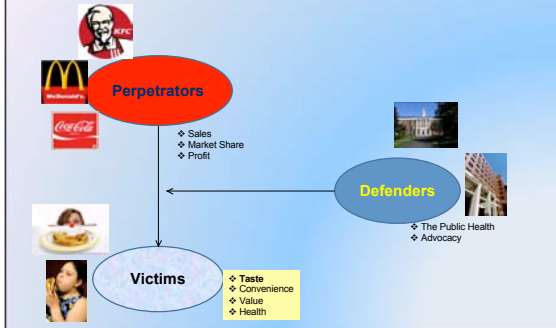 KFC
McDonald's
Coca-Cola
Perpetrators
❖ Sales
❖ Market Share
❖ Profit
Defenders
❖ The Public Health
❖ Advocacy
Victims
❖ Taste
❖ Convenience
❖ Value
❖ Health